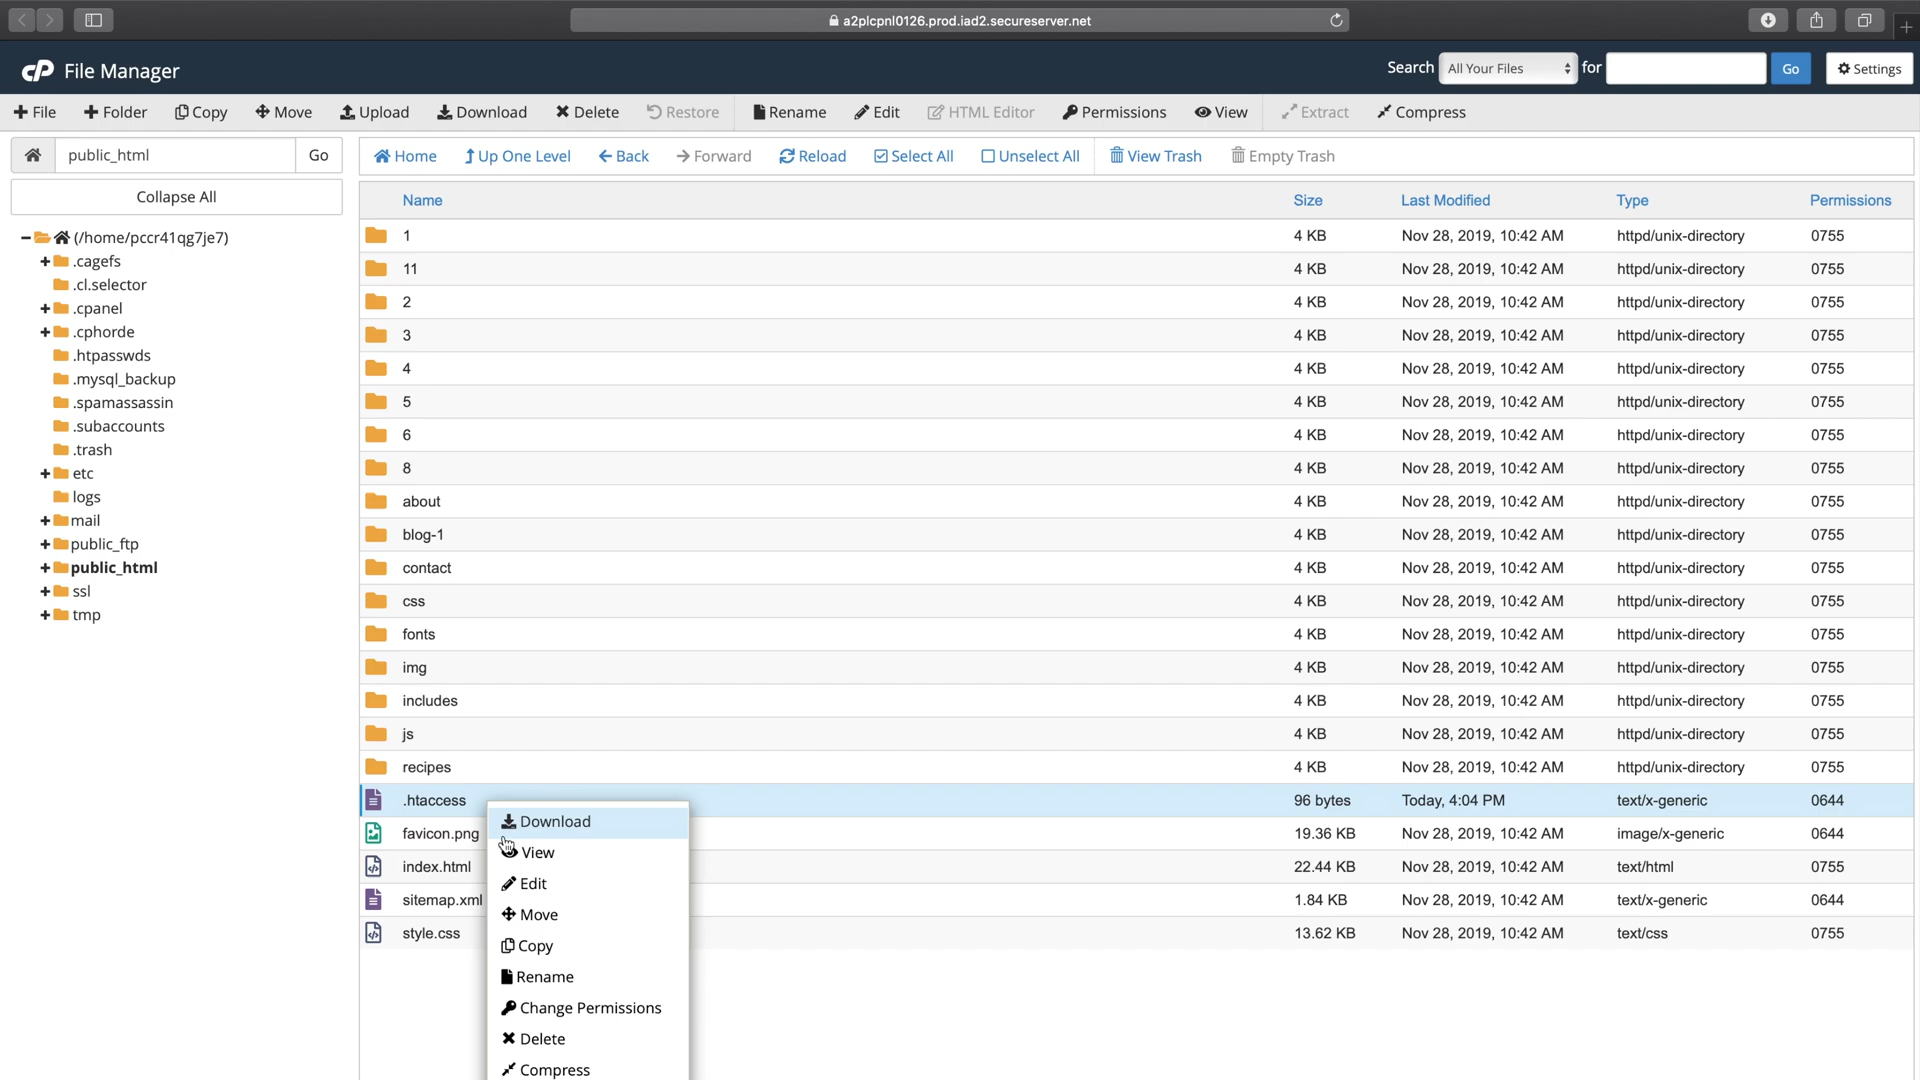 a2plcpnl0126.prod.iad2.secureserver.net
cP File Manager
Search All Your Files for Go Settings
File Folder Copy Move Upload Download Delete Restore Rename Edit HTML Editor Permissions View Extract Compress
public_html Go
Home Up One Level Back Forward Reload Select All Unselect All View Trash Empty Trash
Collapse All
(/home/pccr41qg7je7)
.cagefs
.cl.selector
.cpanel
.cphorde
.htpasswds
.mysql_backup
.spamassassin
.subaccounts
.trash
etc
logs
mail
public_ftp
public_html
ssl
tmp
Name Size Last Modified Type Permissions
1 4 KB Nov 28, 2019, 10:42 AM httpd/unix-directory 0755
11 4 KB Nov 28, 2019, 10:42 AM httpd/unix-directory 0755
2 4 KB Nov 28, 2019, 10:42 AM httpd/unix-directory 0755
3 4 KB Nov 28, 2019, 10:42 AM httpd/unix-directory 0755
4 4 KB Nov 28, 2019, 10:42 AM httpd/unix-directory 0755
5 4 KB Nov 28, 2019, 10:42 AM httpd/unix-directory 0755
6 4 KB Nov 28, 2019, 10:42 AM httpd/unix-directory 0755
8 4 KB Nov 28, 2019, 10:42 AM httpd/unix-directory 0755
about 4 KB Nov 28, 2019, 10:42 AM httpd/unix-directory 0755
blog-1 4 KB Nov 28, 2019, 10:42 AM httpd/unix-directory 0755
contact 4 KB Nov 28, 2019, 10:42 AM httpd/unix-directory 0755
css 4 KB Nov 28, 2019, 10:42 AM httpd/unix-directory 0755
fonts 4 KB Nov 28, 2019, 10:42 AM httpd/unix-directory 0755
img 4 KB Nov 28, 2019, 10:42 AM httpd/unix-directory 0755
includes 4 KB Nov 28, 2019, 10:42 AM httpd/unix-directory 0755
js 4 KB Nov 28, 2019, 10:42 AM httpd/unix-directory 0755
recipes 4 KB Nov 28, 2019, 10:42 AM httpd/unix-directory 0755
.htaccess 96 bytes Today, 4:04 PM text/x-generic 0644
favicon.png 19.36 KB Nov 28, 2019, 10:42 AM image/x-generic 0644
index.html 22.44 KB Nov 28, 2019, 10:42 AM text/html 0755
sitemap.xml 1.84 KB Nov 28, 2019, 10:42 AM text/x-generic 0644
style.css 13.62 KB Nov 28, 2019, 10:42 AM text/css 0755
Download
View
Edit
Move
Copy
Rename
Change Permissions
Delete
Compress